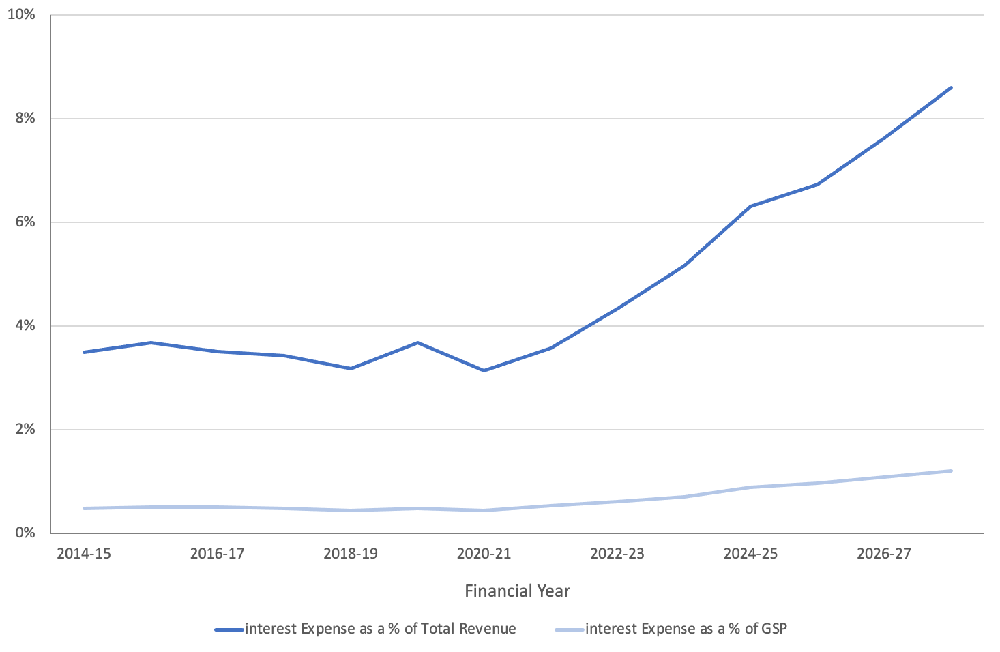 10%
8%
6%
4%
2%
0%
2014-15 2016-17 2018-19 2020-21 2022-23 2024-25 2026-27
Financial Year
interest Expense as a % of Total Revenue interest Expense as a % of GSP